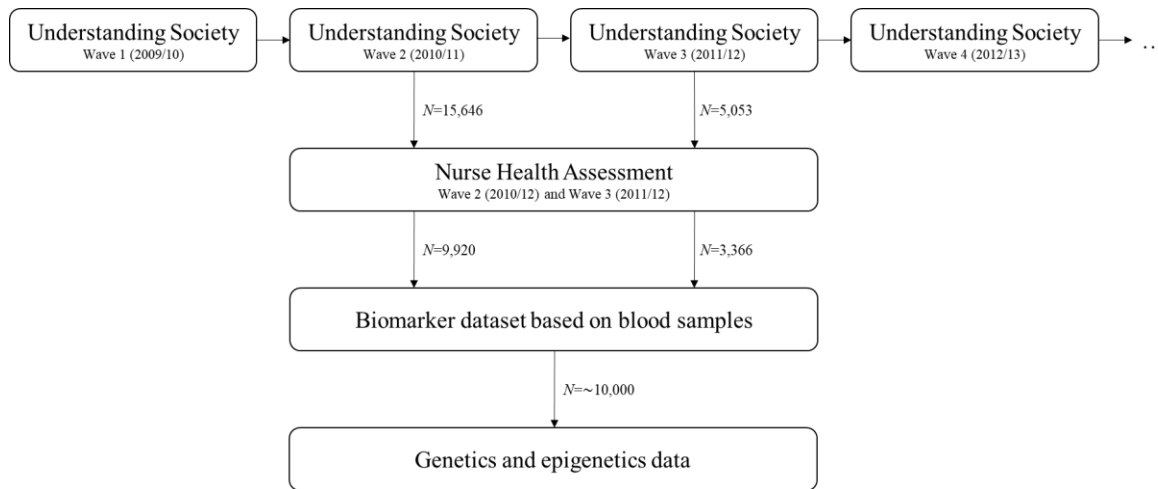 Understanding Society
Wave 1 (2009/10)
Understanding Society
Wave 2 (2010/11)
Understanding Society
Wave 3 (2011/12)
Understanding Society
Wave 4 (2012/13)
..
N=15,646
N=5,053
Nurse Health Assessment
Wave 2 (2010/12) and Wave 3 (2011/12)
N=9,920
N=3,366
Biomarker dataset based on blood samples
N=~10,000
Genetics and epigenetics data